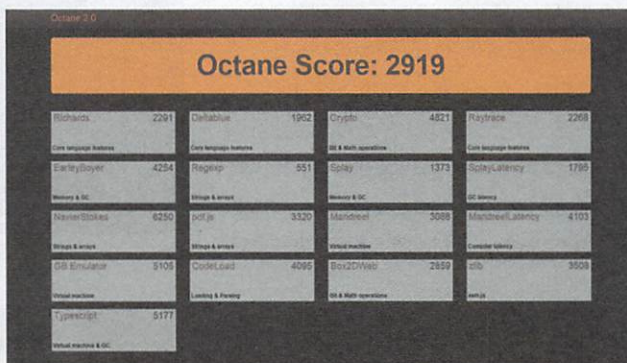 Octane 2.0
Octane Score: 2919
Richards 2291
Core language features
Deltablue 1962
Core language features
Crypto 4821
Bit & Math operations
Raytrace 2268
Core language features
EarleyBoyer 4254
Memory & GC
Regexp 551
Strings & arrays
Splay 1373
Memory & GC
SplayLatency 1795
GC latency
NavierStokes 6250
Strings & arrays
pdf.js 3320
Strings & arrays
Mandreel 3088
Virtual machine
MandreelLatency 4103
Compiler latency
GB Emulator 5105
Virtual machine
CodeLoad 4095
Loading & Parsing
Box2DWeb 2859
Bit & Math operations
zlib 3509
asm.js
Typescript 5177
Virtual machine & GC